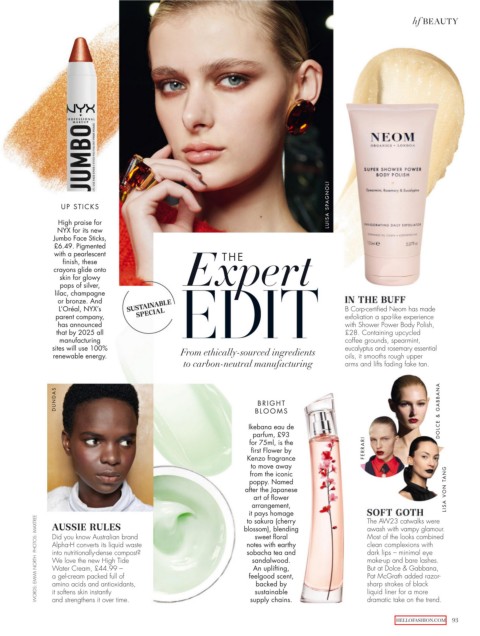 hf BEAUTY
NYX
PROFESSIONAL
MAKEUP
JUMBO
LUISA SPAGNOLI
NEOM
ORGANICS • LONDON
SUPER SHOWER POWER
BODY POLISH
UP STICKS
High praise for
NYX for its new
Jumbo Face Sticks,
£6.49. Pigmented
with a pearlescent
finish, these
crayons glide onto
skin for glowy
pops of silver,
lilac, champagne
or bronze. And
L'Oréal, NYX's
parent company,
has announced
that by 2025 all
manufacturing
sites will use 100%
renewable energy.
THE
Expert
EDIT
SUSTAINABLE
SPECIAL
From ethically-sourced ingredients
to carbon-neutral manufacturing
IN THE BUFF
B Corp-certified Neom has made
exfoliation a spa-like experience
with Shower Power Body Polish,
£28. Containing upcycled
coffee grounds, spearmint,
eucalyptus and rosemary essential
oils, it smooths rough upper
arms and lifts fading fake tan.
DUNDAS
AUSSIE RULES
Did you know Australian brand
Alpha-H converts its liquid waste
into nutritionally-dense compost?
We love the new High Tide
Water Cream, £44.99 –
a gel-cream packed full of
amino acids and antioxidants,
it softens skin instantly
and strengthens it over time.
BRIGHT
BLOOMS
Ikebana eau de
parfum, £93
for 75ml, is the
first Flower by
Kenzo fragrance
to move away
from the iconic
poppy. Named
after the Japanese
art of flower
arrangement,
it pays homage
to sakura (cherry
blossom), blending
sweet floral
notes with earthy
sobacha tea and
sandalwood.
An uplifting,
feelgood scent,
backed by
sustainable
supply chains.
FERRARI
DOLCE & GABBANA
LISA VON TANG
SOFT GOTH
The AW23 catwalks were
awash with vampy glamour.
Most of the looks combined
clean complexions with
dark lips – minimal eye
make-up and bare lashes.
But at Dolce & Gabbana,
Pat McGrath added razor-
sharp strokes of black
liquid liner for a more
dramatic take on the trend.
HELLOFASHION.COM 93